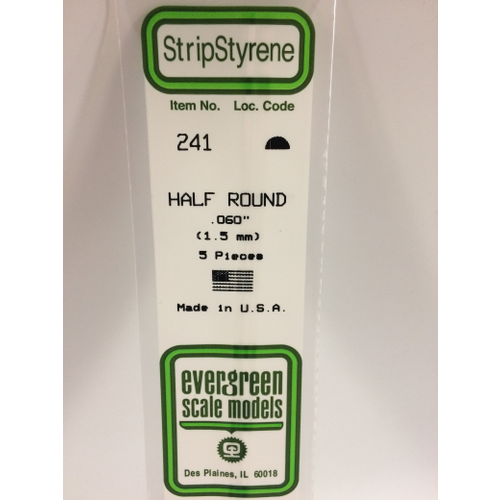 StripStyrene
Item No. Loc. Code
241
HALF ROUND
.060"
(1.5 mm)
5 Pieces
Made in U.S.A.
evergreen
scale models
Des Plaines, IL 60018